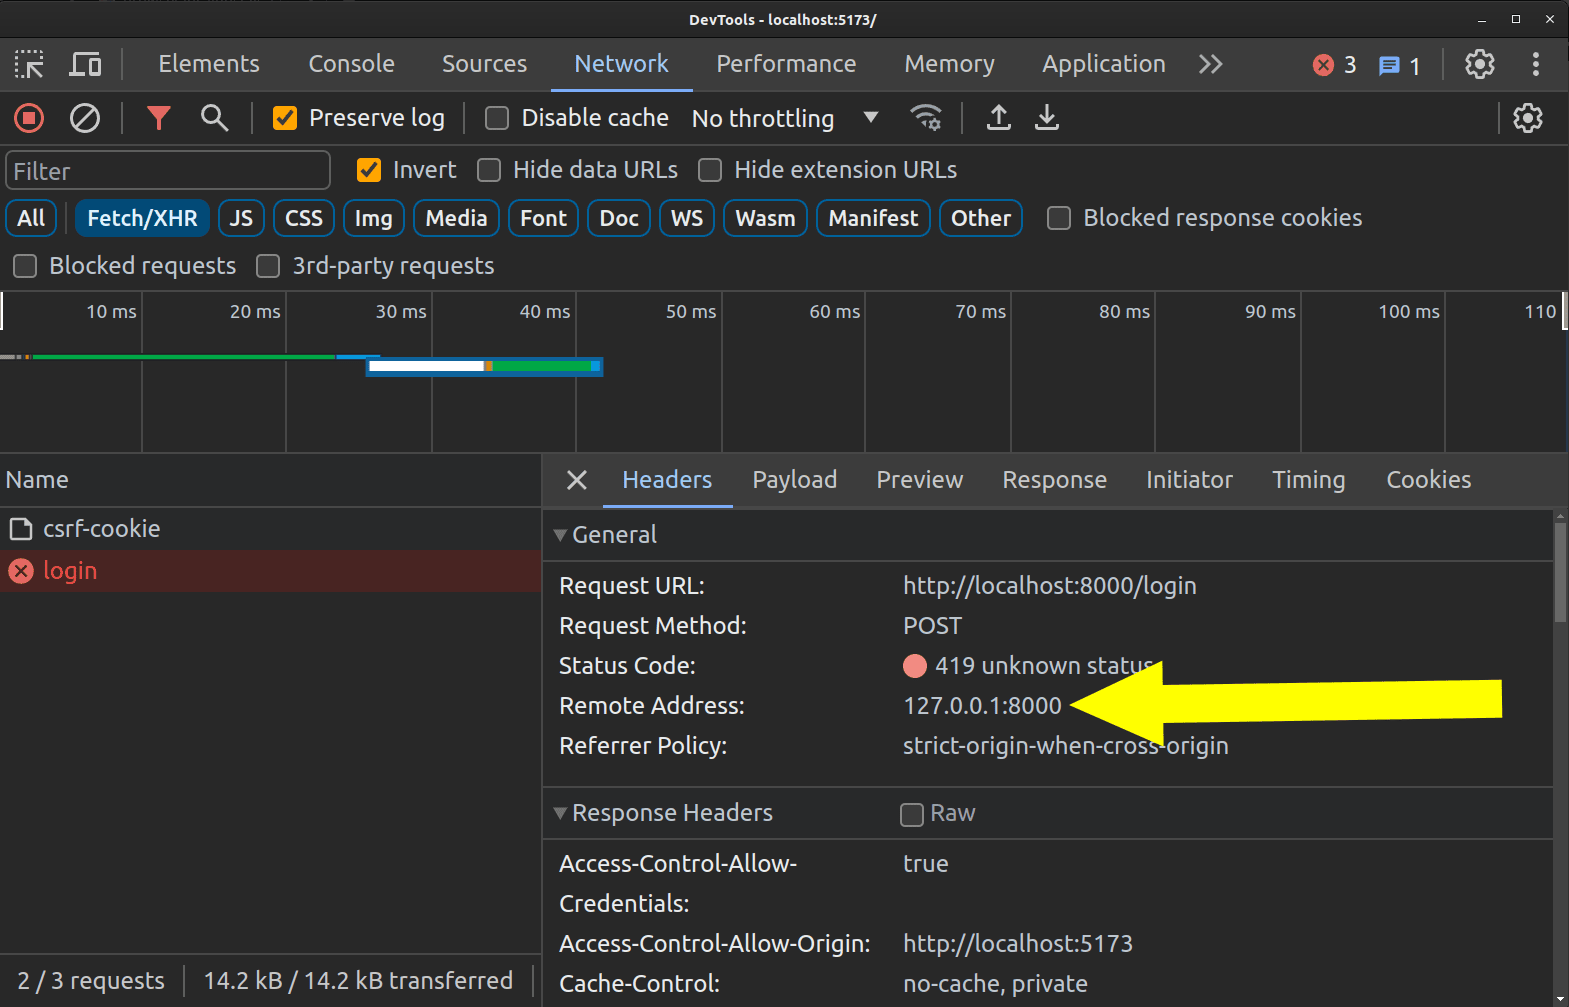 DevTools - localhost:5173/
Elements Console Sources Network Performance Memory Application 3 1
Preserve log Disable cache No throttling
Filter Invert Hide data URLs Hide extension URLs
All Fetch/XHR JS CSS Img Media Font Doc WS Wasm Manifest Other Blocked response cookies
Blocked requests 3rd-party requests
10 ms 20 ms 30 ms 40 ms 50 ms 60 ms 70 ms 80 ms 90 ms 100 ms 110
Name
csrf-cookie
login
2 / 3 requests 14.2 kB / 14.2 kB transferred
Headers Payload Preview Response Initiator Timing Cookies
General
Request URL: http://localhost:8000/login
Request Method: POST
Status Code: 419 unknown status
Remote Address: 127.0.0.1:8000
Referrer Policy: strict-origin-when-cross-origin
Response Headers Raw
Access-Control-Allow- true
Credentials:
Access-Control-Allow-Origin: http://localhost:5173
Cache-Control: no-cache, private